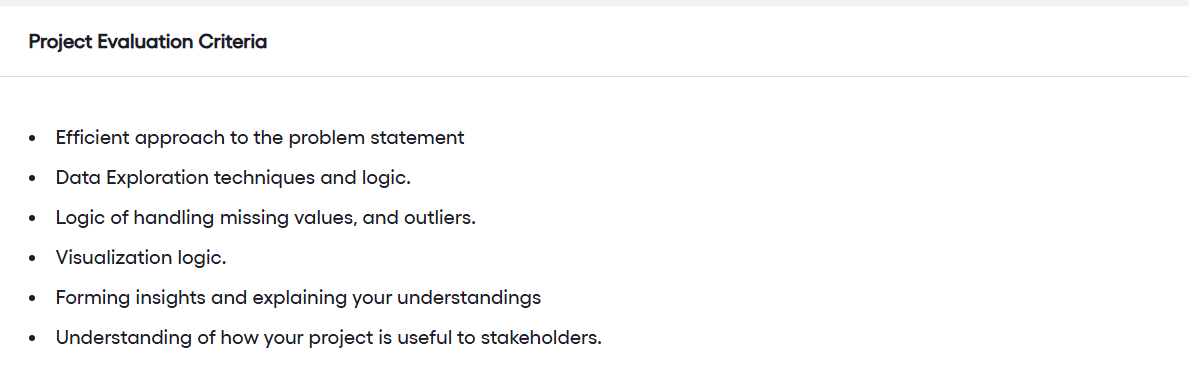 Project Evaluation Criteria
• Efficient approach to the problem statement
• Data Exploration techniques and logic.
• Logic of handling missing values, and outliers.
• Visualization logic.
• Forming insights and explaining your understandings
• Understanding of how your project is useful to stakeholders.